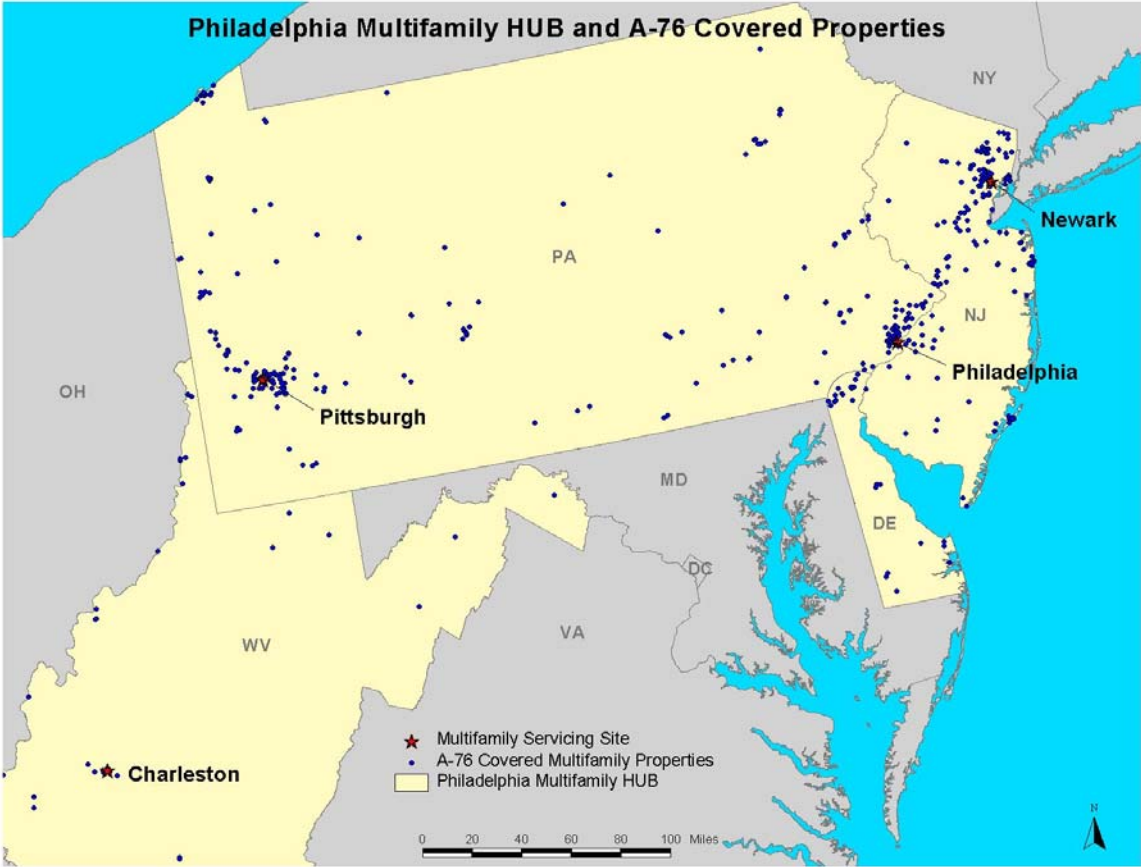 Philadelphia Multifamily HUB and A-76 Covered Properties
NY
Newark
PA
NJ
Philadelphia
OH
Pittsburgh
MD
DE
DC
WV
VA
Multifamily Servicing Site
A-76 Covered Multifamily Properties
Philadelphia Multifamily HUB
Charleston
0 20 40 60 80 100 Miles
N